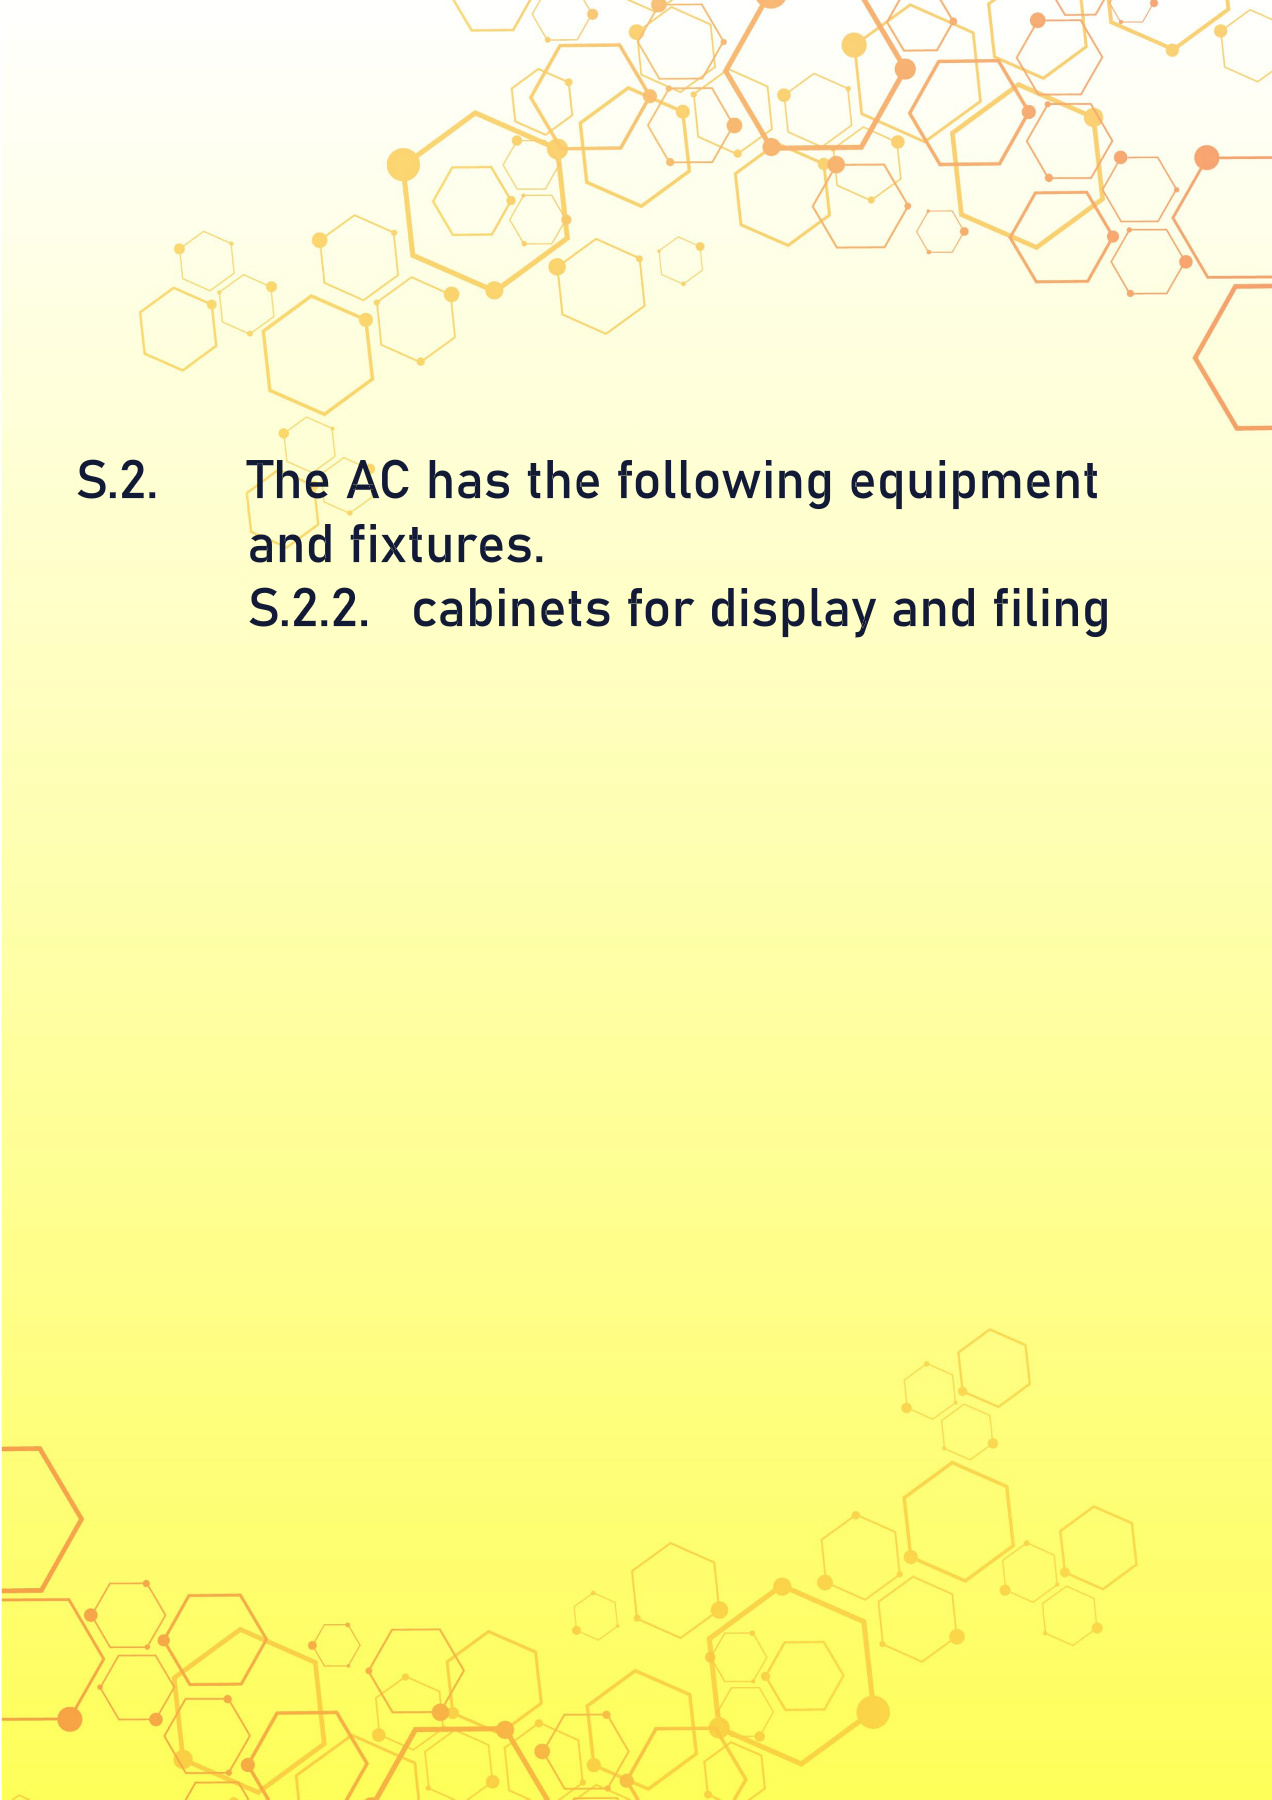 S.2. The AC has the following equipment
and fixtures.
S.2.2. cabinets for display and filing